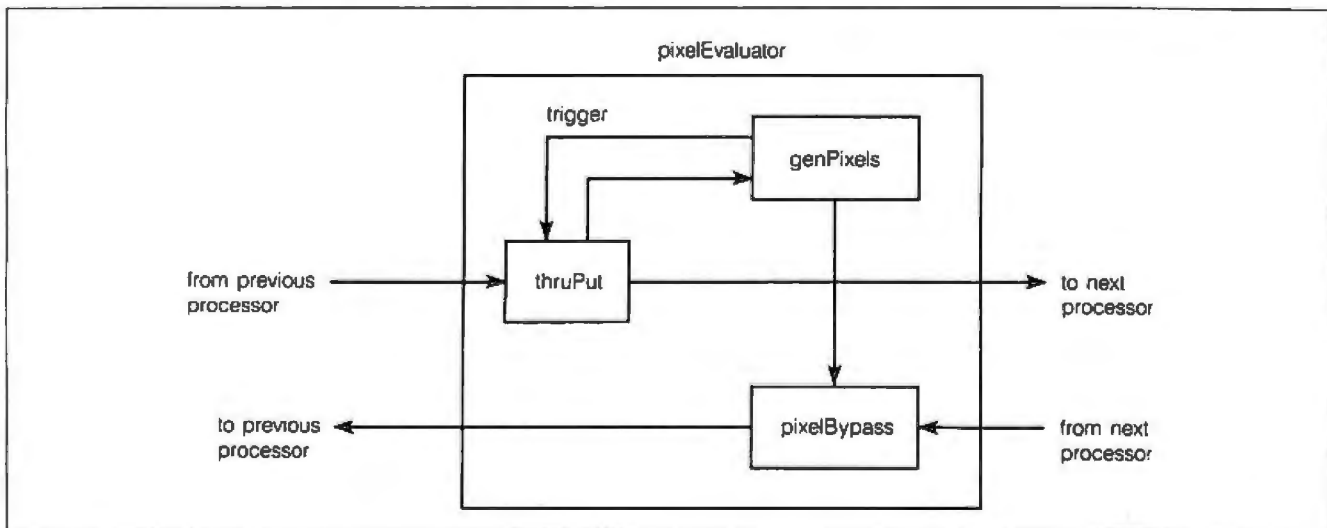 pixelEvaluator
trigger
genPixels
from previous
processor
thruPut
to next
processor
to previous
processor
pixelBypass
from next
processor